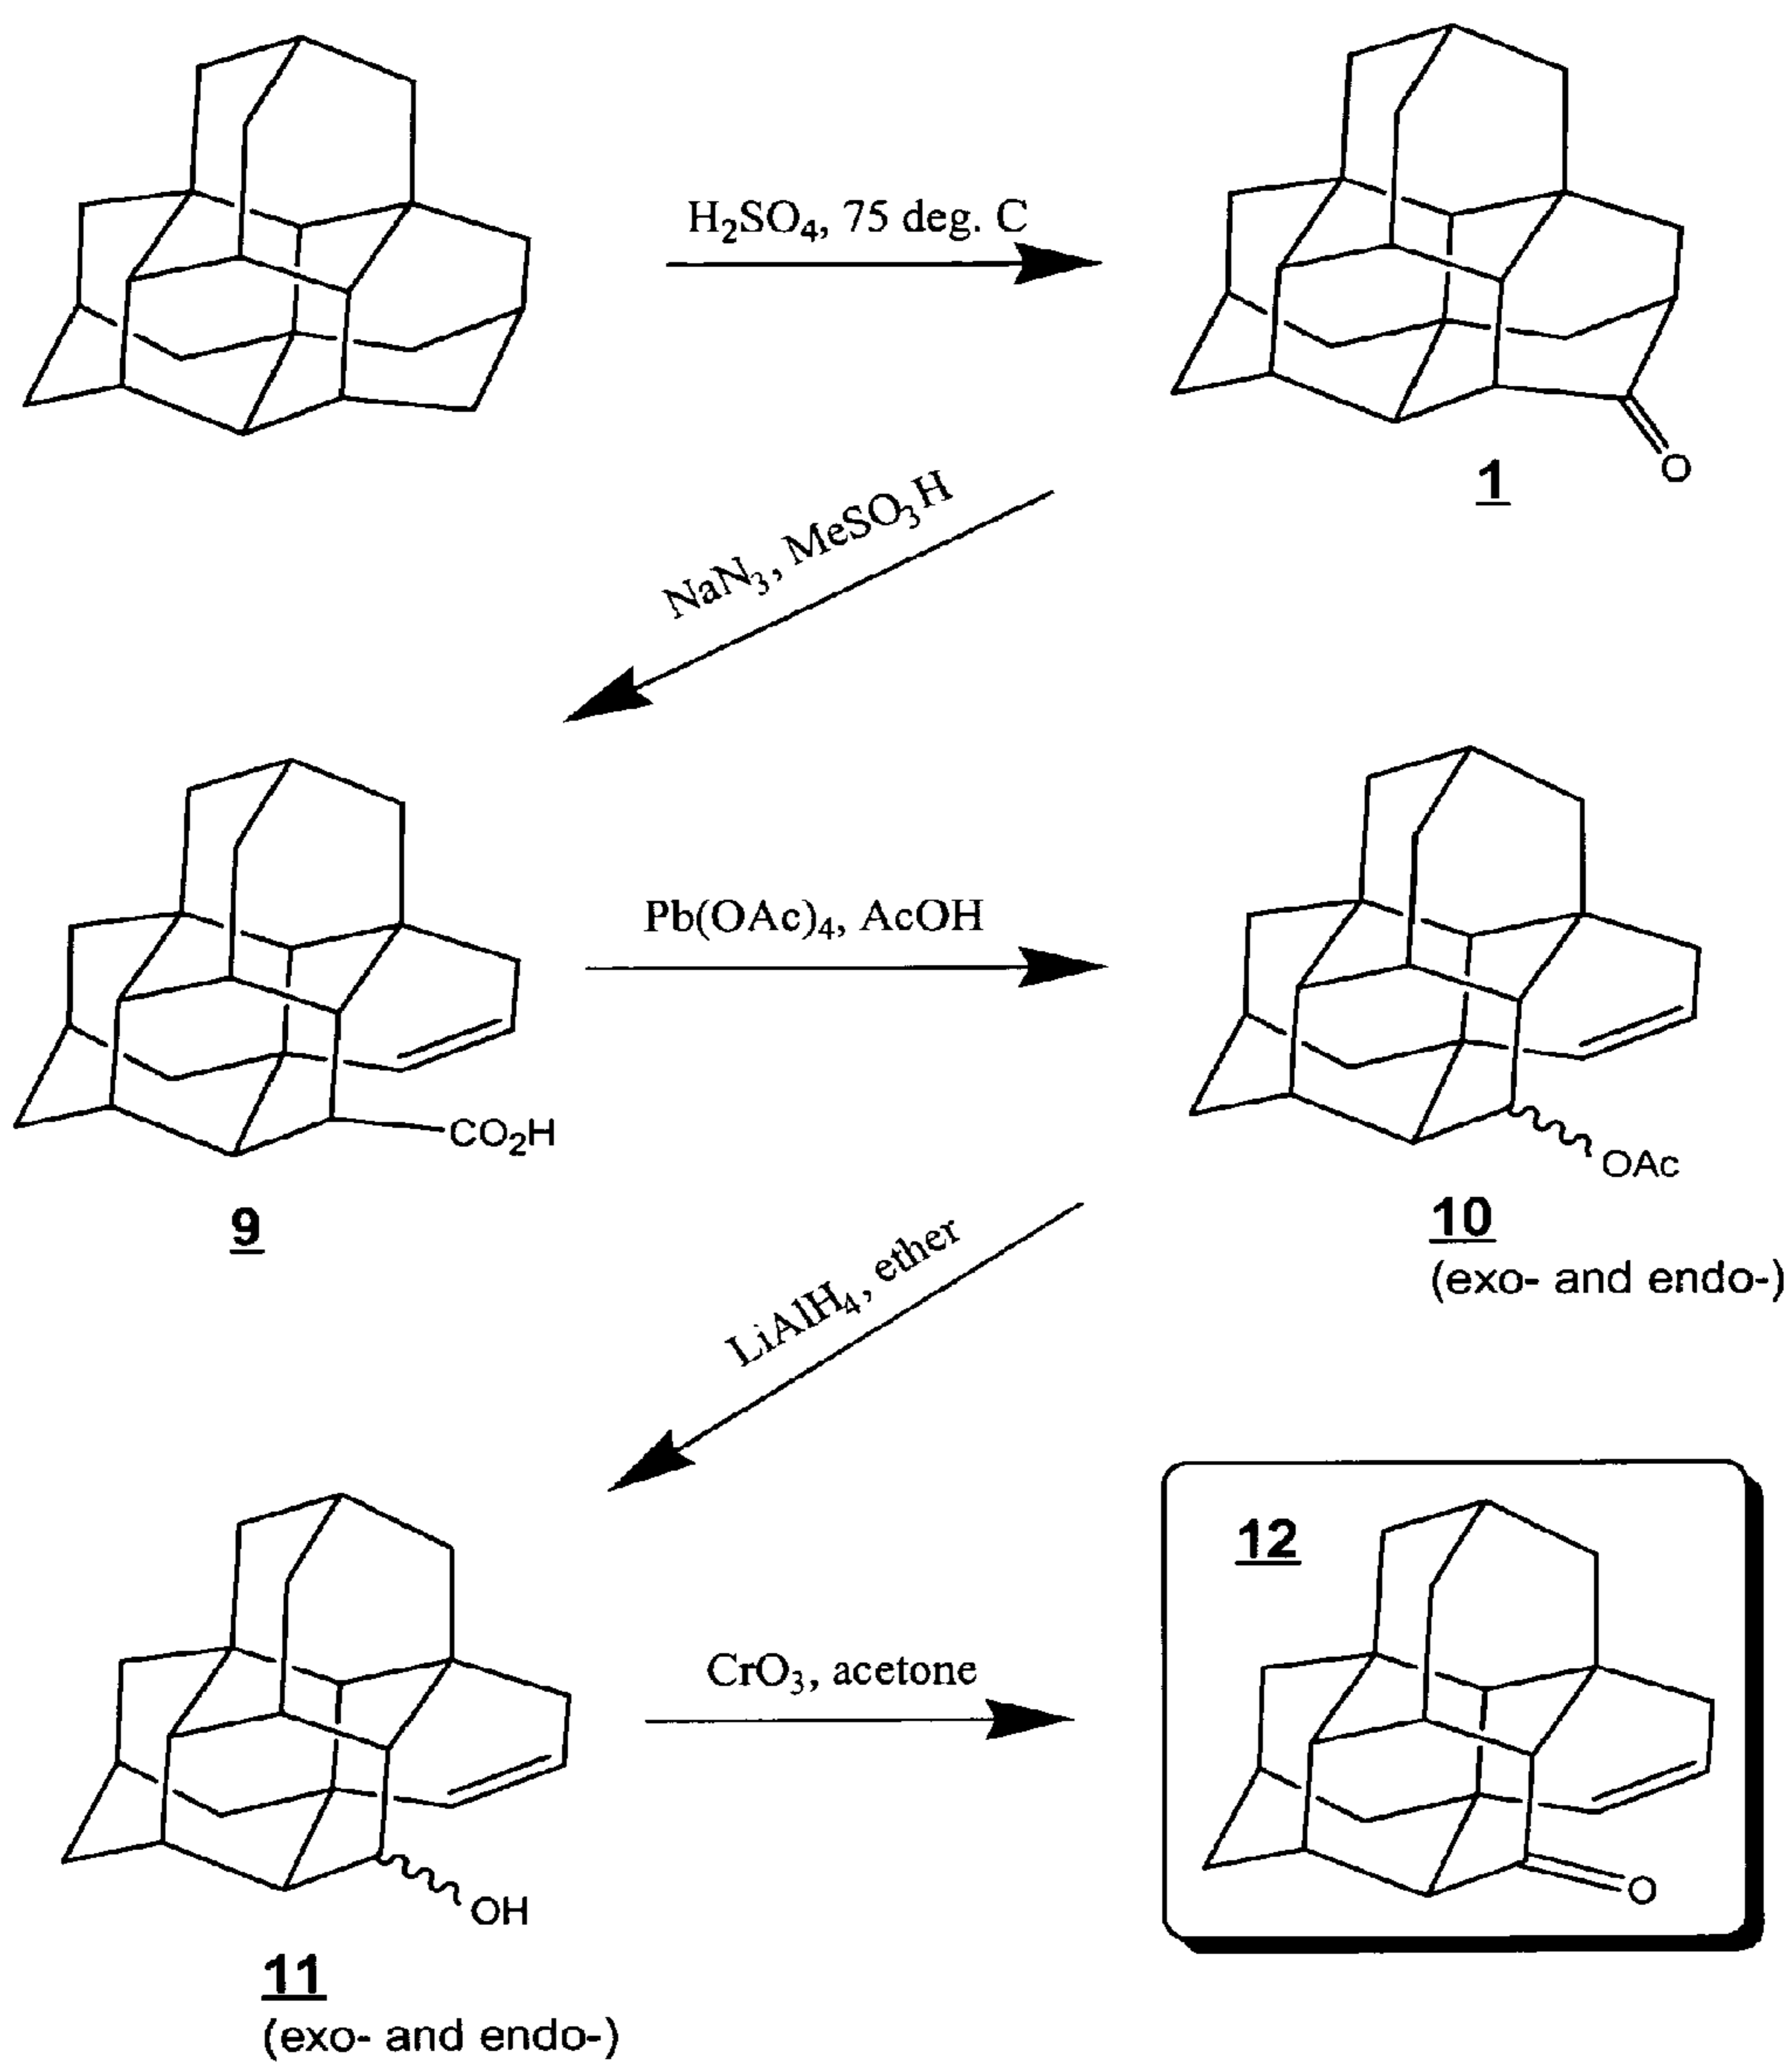 H₂SO₄, 75 deg. C
O
1
NaN₃, MeSO₃H
Pb(OAc)₄, AcOH
CO₂H
OAc
9
10
(exo- and endo-)
LiAlH₄, ether
12
CrO₃, acetone
O
OH
11
(exo- and endo-)